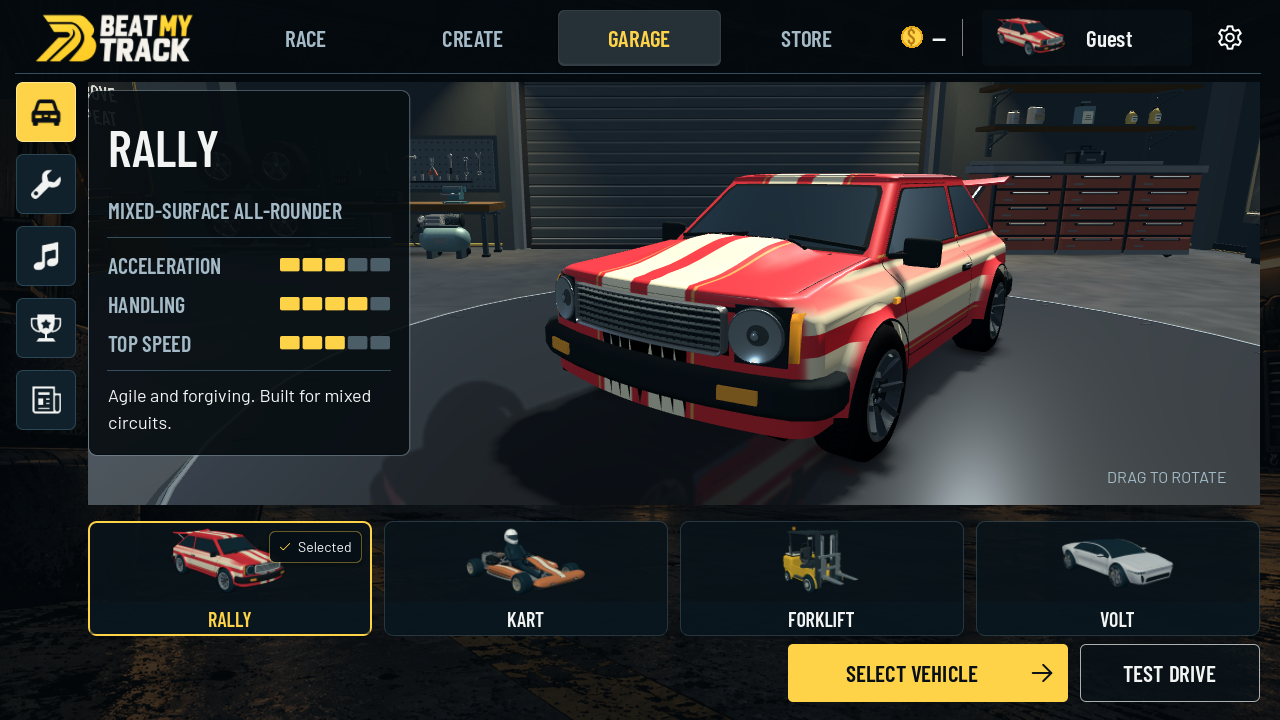 BEAT MY
TRACK
RACE
CREATE
GARAGE
STORE
–
Guest
RALLY
MIXED-SURFACE ALL-ROUNDER
ACCELERATION
HANDLING
TOP SPEED
Agile and forgiving. Built for mixed
circuits.
DRAG TO ROTATE
Selected
RALLY
KART
FORKLIFT
VOLT
SELECT VEHICLE
TEST DRIVE